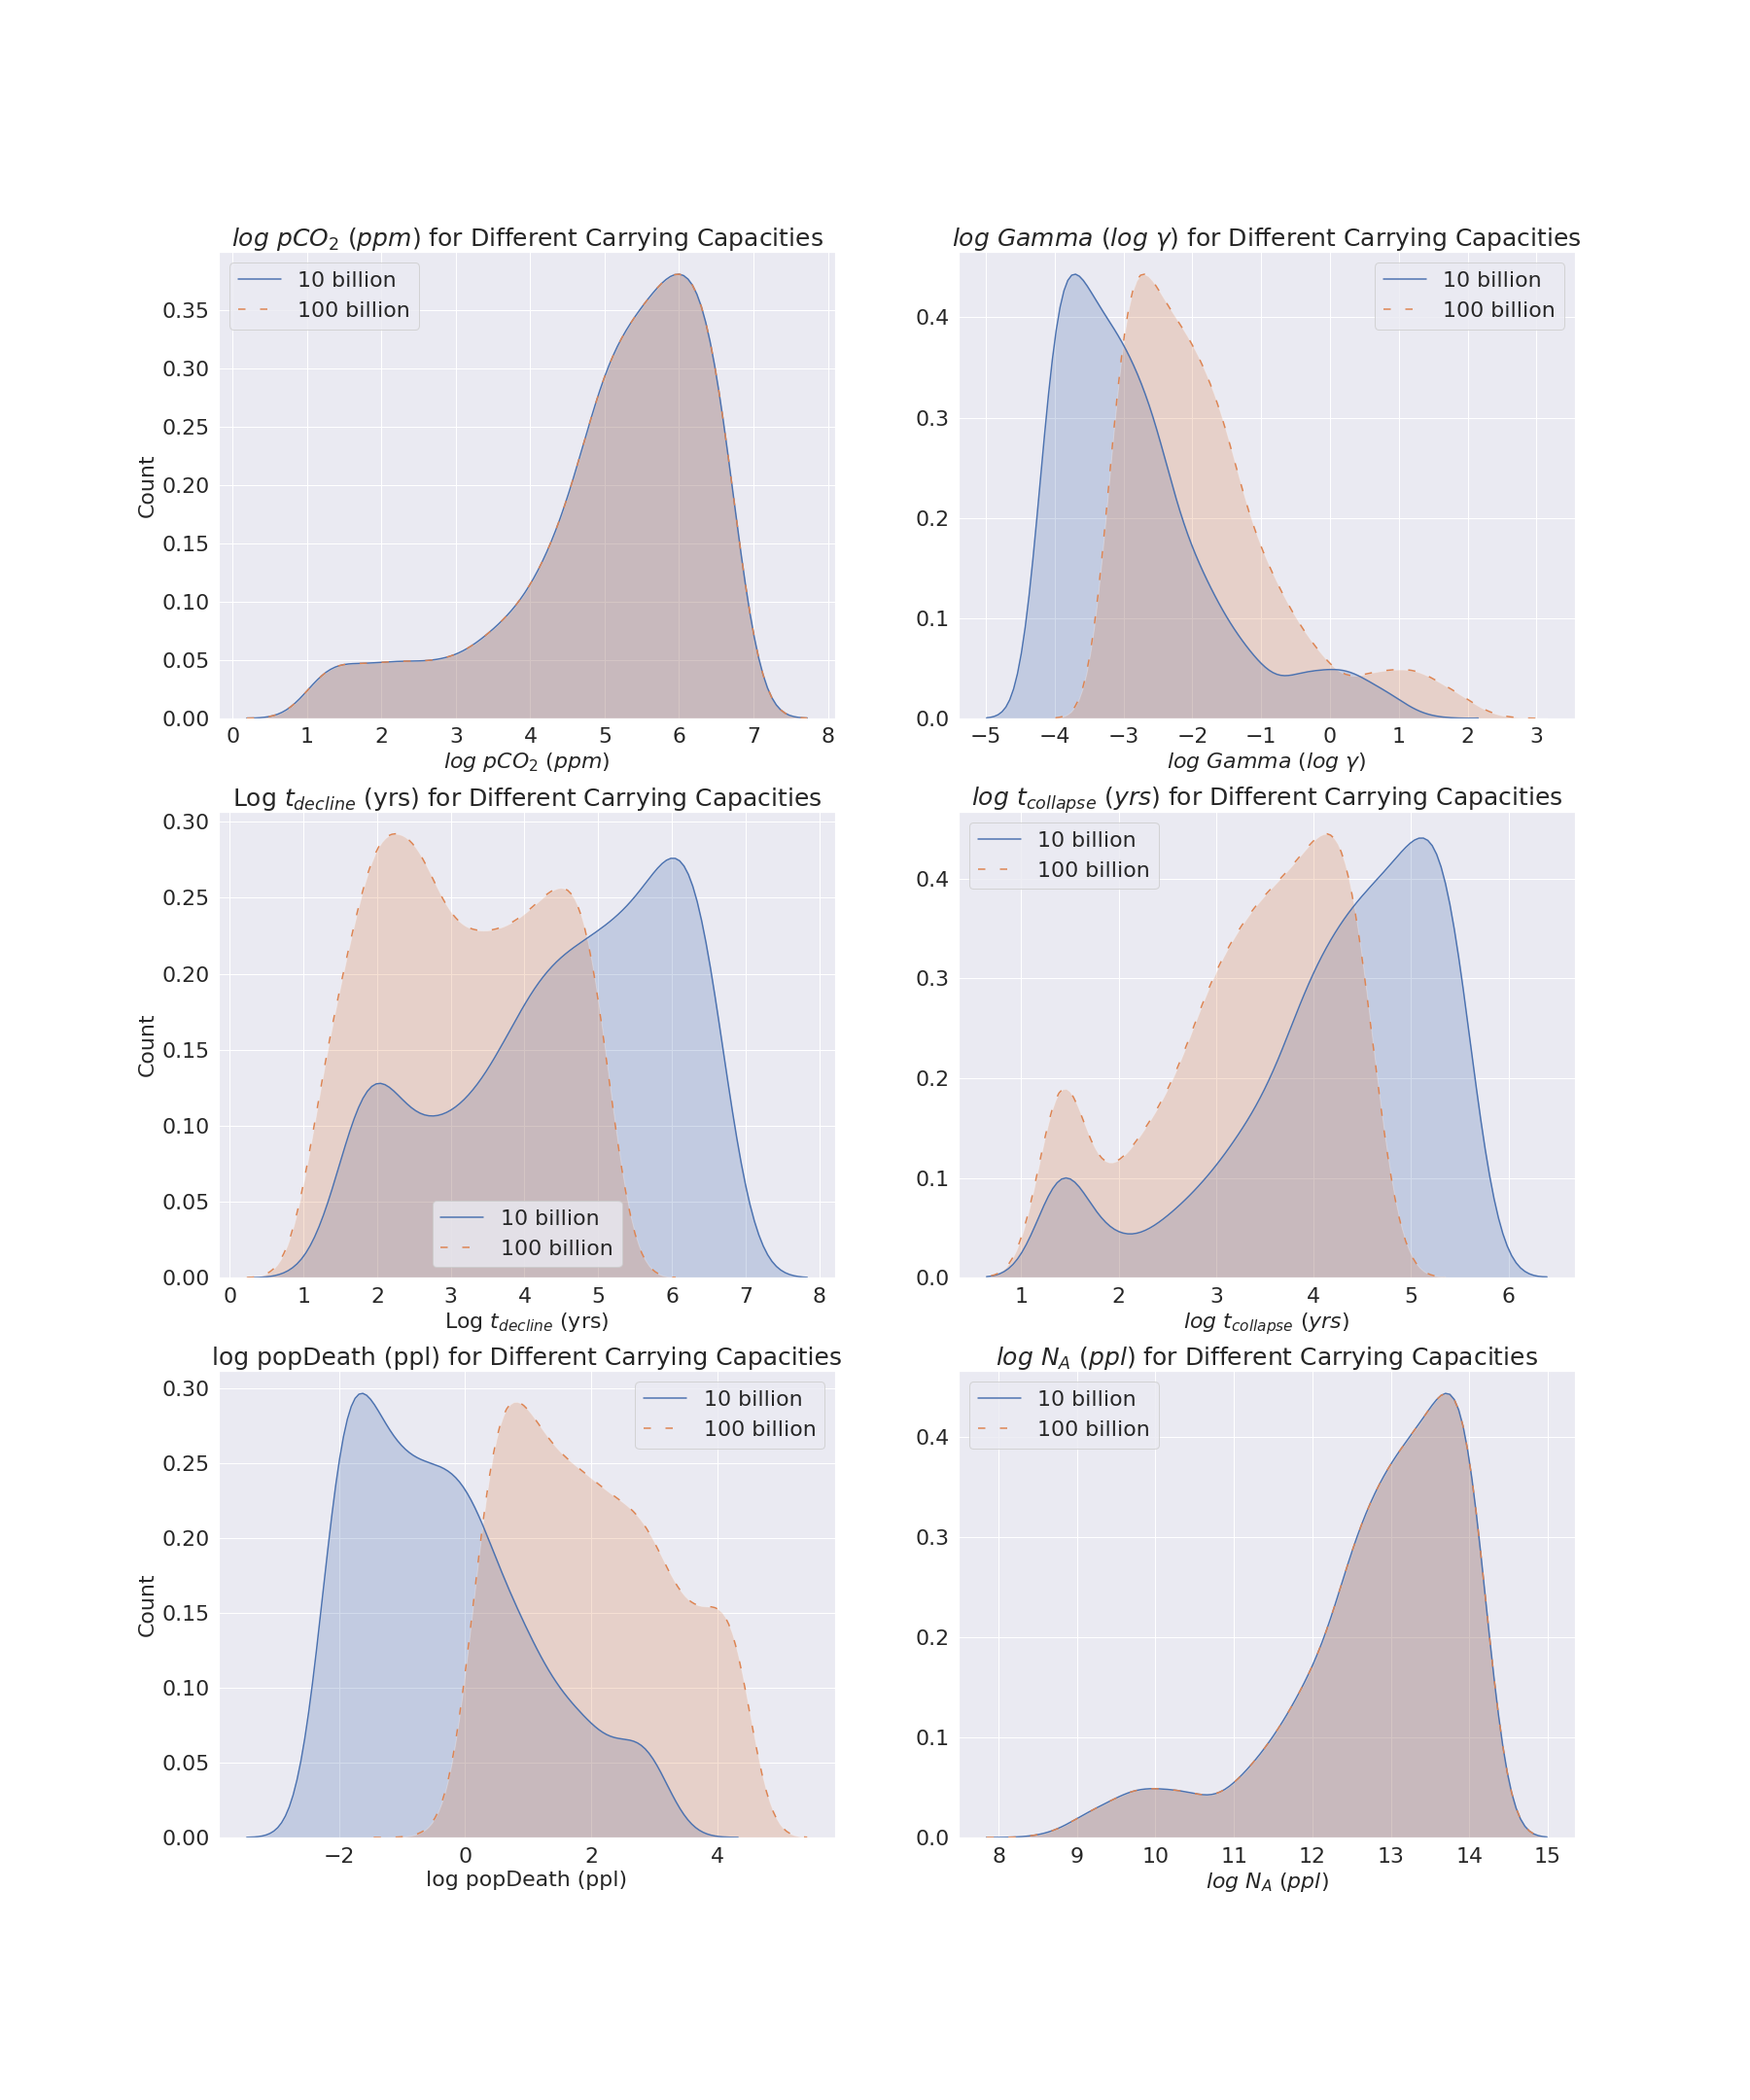 log pCO₂ (ppm) for Different Carrying Capacities
10 billion
100 billion
Count
0.35
0.30
0.25
0.20
0.15
0.10
0.05
0.00
0 1 2 3 4 5 6 7 8
log pCO₂ (ppm)
log Gamma (log γ) for Different Carrying Capacities
10 billion
100 billion
0.4
0.3
0.2
0.1
0.0
−5 −4 −3 −2 −1 0 1 2 3
log Gamma (log γ)
Log t_decline (yrs) for Different Carrying Capacities
Count
0.30
0.25
0.20
0.15
0.10
0.05
0.00
10 billion
100 billion
0 1 2 3 4 5 6 7 8
Log t_decline (yrs)
log t_collapse (yrs) for Different Carrying Capacities
10 billion
100 billion
0.4
0.3
0.2
0.1
0.0
1 2 3 4 5 6
log t_collapse (yrs)
log popDeath (ppl) for Different Carrying Capacities
10 billion
100 billion
Count
0.30
0.25
0.20
0.15
0.10
0.05
0.00
−2 0 2 4
log popDeath (ppl)
log N_A (ppl) for Different Carrying Capacities
10 billion
100 billion
0.4
0.3
0.2
0.1
0.0
8 9 10 11 12 13 14 15
log N_A (ppl)